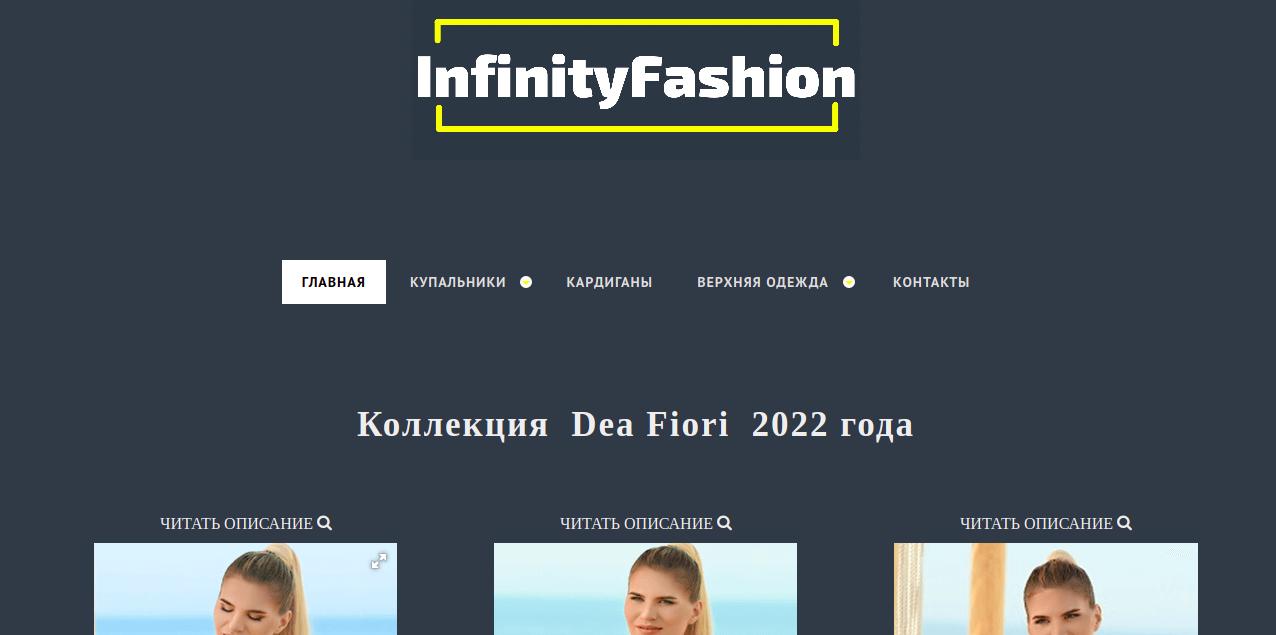 InfinityFashion
ГЛАВНАЯ КУПАЛЬНИКИ КАРДИГАНЫ ВЕРХНЯЯ ОДЕЖДА КОНТАКТЫ
Коллекция Dea Fiori 2022 года
ЧИТАТЬ ОПИСАНИЕ ЧИТАТЬ ОПИСАНИЕ ЧИТАТЬ ОПИСАНИЕ